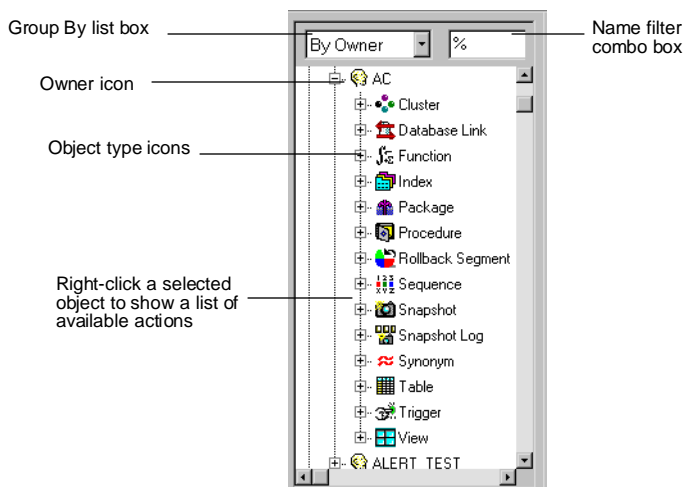 Group By list box
Name filter
combo box
By Owner
%
Owner icon
AC
Cluster
Database Link
Object type icons
Function
Index
Package
Procedure
Rollback Segment
Right-click a selected
object to show a list of
available actions
Sequence
Snapshot
Snapshot Log
Synonym
Table
Trigger
View
ALERT_TEST